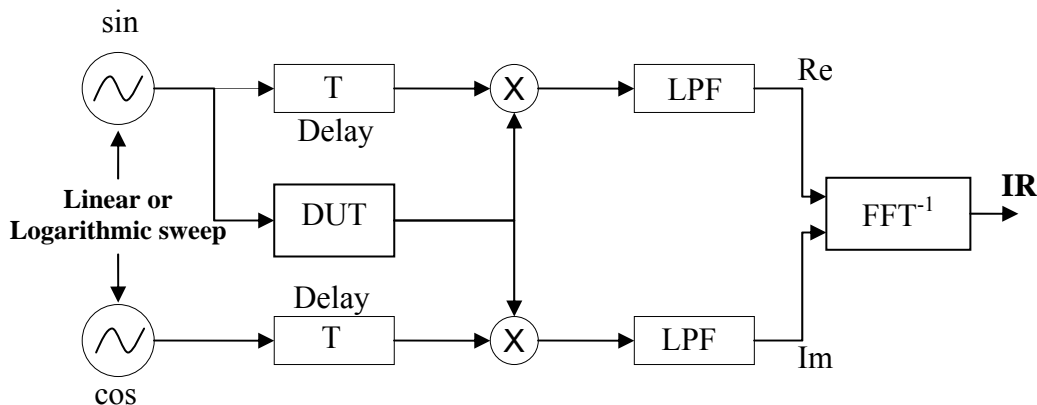 sin
T
Delay
X
LPF
Re
Linear or
Logarithmic sweep
DUT
FFT-1
IR
Delay
T
X
LPF
Im
cos